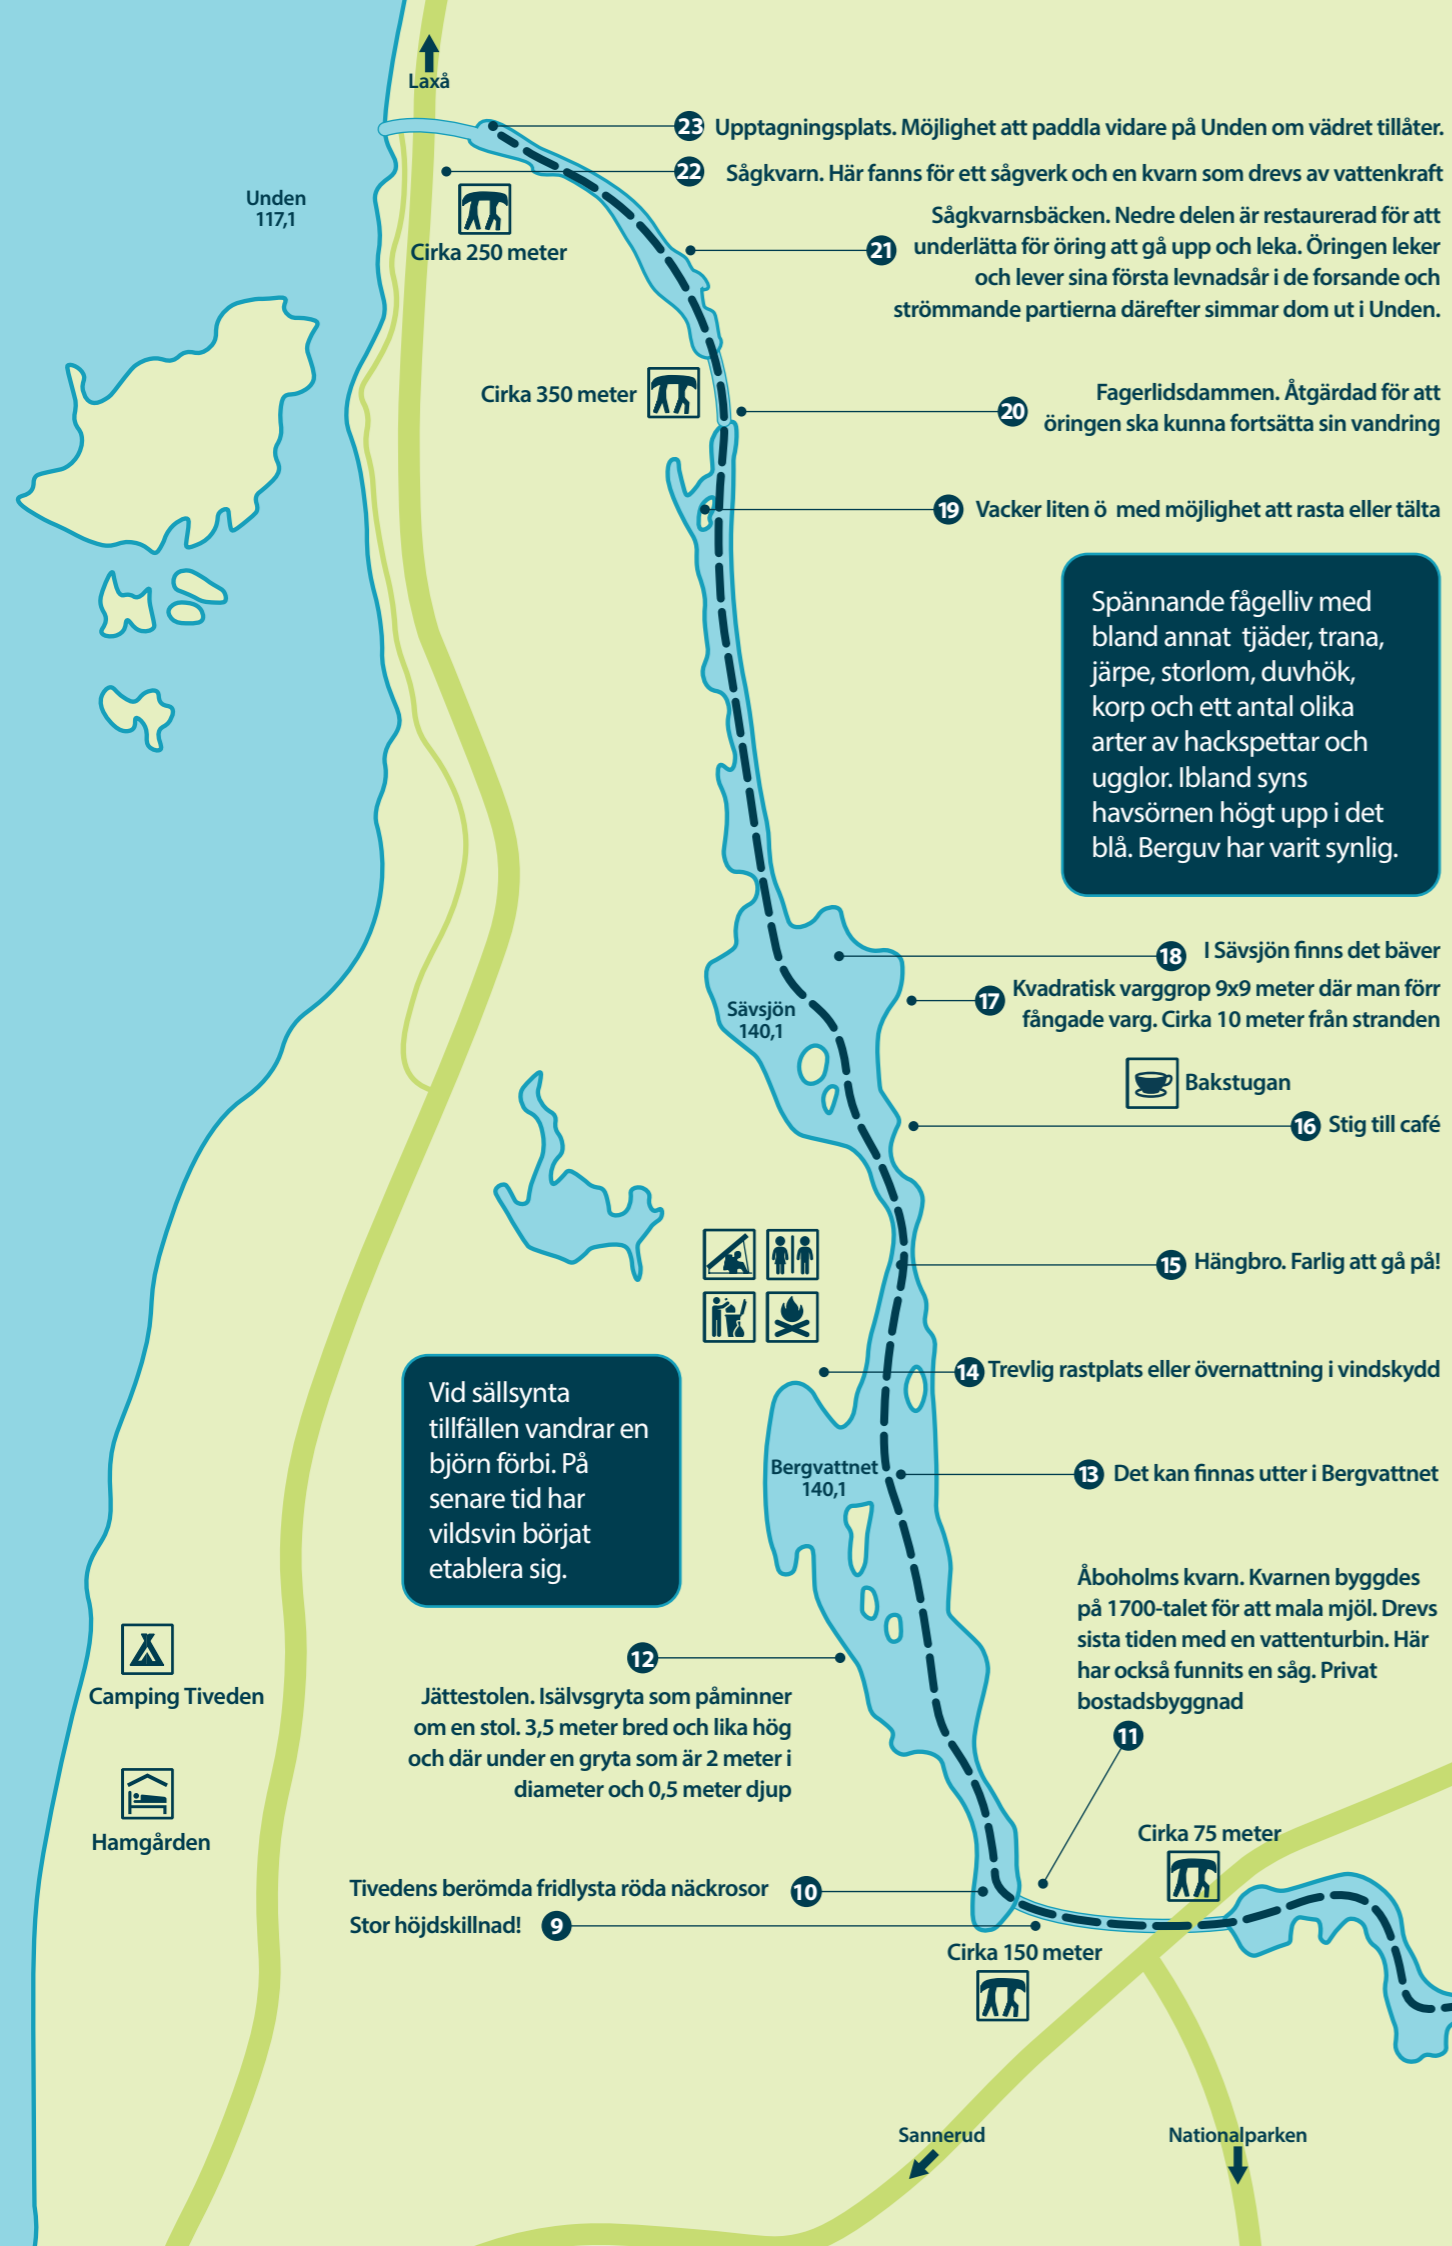 Laxå
23 Upptagningsplats. Möjlighet att paddla vidare på Unden om vädret tillåter.
22 Sågkvarn. Här fanns för ett sågverk och en kvarn som drevs av vattenkraft
Unden
117,1
Cirka 250 meter
21
Sågkvarnsbäcken. Nedre delen är restaurerad för att
underlätta för öring att gå upp och leka. Öringen leker
och lever sina första levnadsår i de forsande och
strömmande partierna därefter simmar dom ut i Unden.
Cirka 350 meter
20
Fagerlidsdammen. Åtgärdad för att
öringen ska kunna fortsätta sin vandring
19 Vacker liten ö med möjlighet att rasta eller tälta
Spännande fågelliv med
bland annat tjäder, trana,
järpe, storlom, duvhök,
korp och ett antal olika
arter av hackspettar och
ugglor. Ibland syns
havsörnen högt upp i det
blå. Berguv har varit synlig.
18 I Sävsjön finns det bäver
17
Kvadratisk varggrop 9x9 meter där man förr
fångade varg. Cirka 10 meter från stranden
Sävsjön
140,1
Bakstugan
16 Stig till café
15 Hängbro. Farlig att gå på!
14 Trevlig rastplats eller övernattning i vindskydd
Vid sällsynta
tillfällen vandrar en
björn förbi. På
senare tid har
vildsvin börjat
etablera sig.
Bergvattnet
140,1
13 Det kan finnas utter i Bergvattnet
Åboholms kvarn. Kvarnen byggdes
på 1700-talet för att mala mjöl. Drevs
sista tiden med en vattenturbin. Här
har också funnits en såg. Privat
bostadsbyggnad
11
12
Jättestolen. Isälvsgryta som påminner
om en stol. 3,5 meter bred och lika hög
och där under en gryta som är 2 meter i
diameter och 0,5 meter djup
Camping Tiveden
Hamgården
Cirka 75 meter
Tivedens berömda fridlysta röda näckrosor 10
Stor höjdskillnad! 9
Cirka 150 meter
Sannerud
Nationalparken